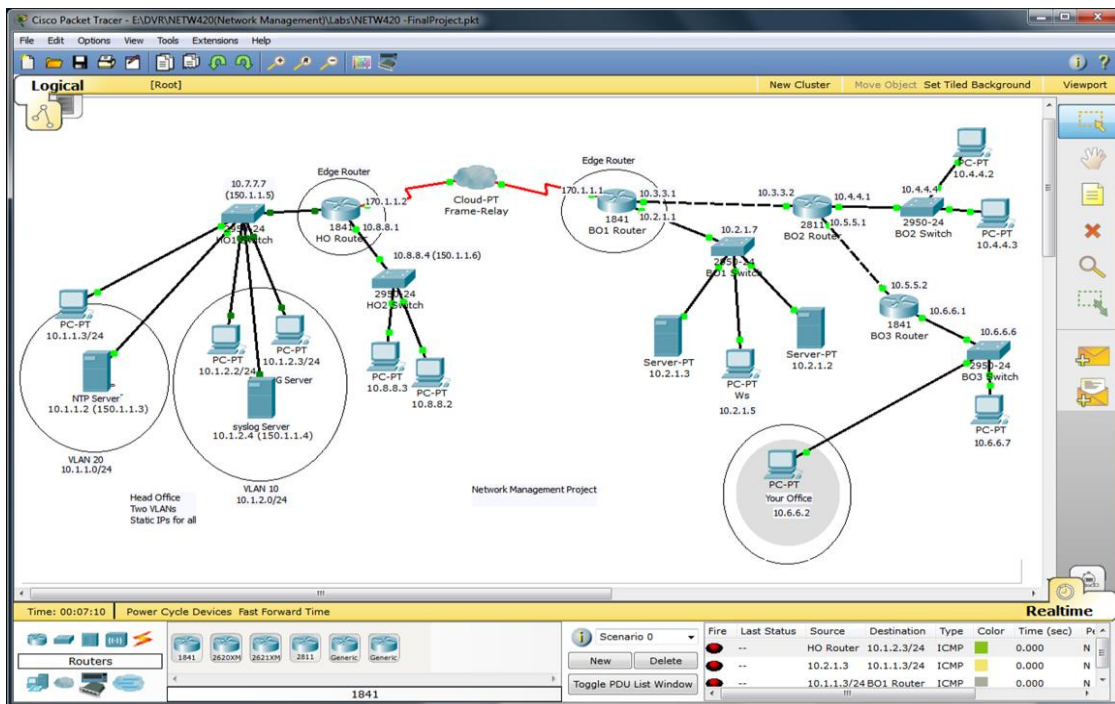 Cisco Packet Tracer - E:\DVR\NETW420(Network Management)\Labs\NETW420 -FinalProject.pkt
File Edit Options View Tools Extensions Help
Logical [Root] New Cluster Move Object Set Tiled Background Viewport
10.7.7.7
(150.1.1.5)
2950-24
HO1 Switch
Edge Router
170.1.1.2
1841
HO Router
10.8.8.1
Cloud-PT
Frame-Relay
Edge Router
170.1.1.1
10.3.3.1
1841
BO1 Router
10.2.1.1
10.3.3.2
10.4.4.1
2811
BO2 Router
10.5.5.1
10.4.4.4
2950-24
BO2 Switch
PC-PT
10.4.4.2
PC-PT
10.4.4.3
10.8.8.4 (150.1.1.6)
2950-24
HO2 Switch
10.2.1.7
2950-24
BO1 Switch
10.5.5.2
1841
BO3 Router
10.6.6.1
10.6.6.6
2950-24
BO3 Switch
PC-PT
10.1.1.3/24
NTP Server
10.1.1.2 (150.1.1.3)
VLAN 20
10.1.1.0/24
PC-PT
10.1.2.2/24
PC-PT
10.1.2.3/24
G Server
syslog Server
10.1.2.4 (150.1.1.4)
VLAN 10
10.1.2.0/24
PC-PT
10.8.8.3
PC-PT
10.8.8.2
Server-PT
10.2.1.3
PC-PT
Ws
10.2.1.5
Server-PT
10.2.1.2
PC-PT
10.6.6.7
PC-PT
Your Office
10.6.6.2
Head Office
Two VLANs
Static IPs for all
Network Management Project
Time: 00:07:10 Power Cycle Devices Fast Forward Time Realtime
Routers
1841 2620XM 2621XM 2811 Generic Generic
1841
Scenario 0
New Delete
Toggle PDU List Window
Fire Last Status Source Destination Type Color Time (sec)
-- HO Router 10.1.2.3/24 ICMP 0.000 N
-- 10.2.1.3 10.1.1.3/24 ICMP 0.000 N
-- 10.1.1.3/24 BO1 Router ICMP 0.000 N